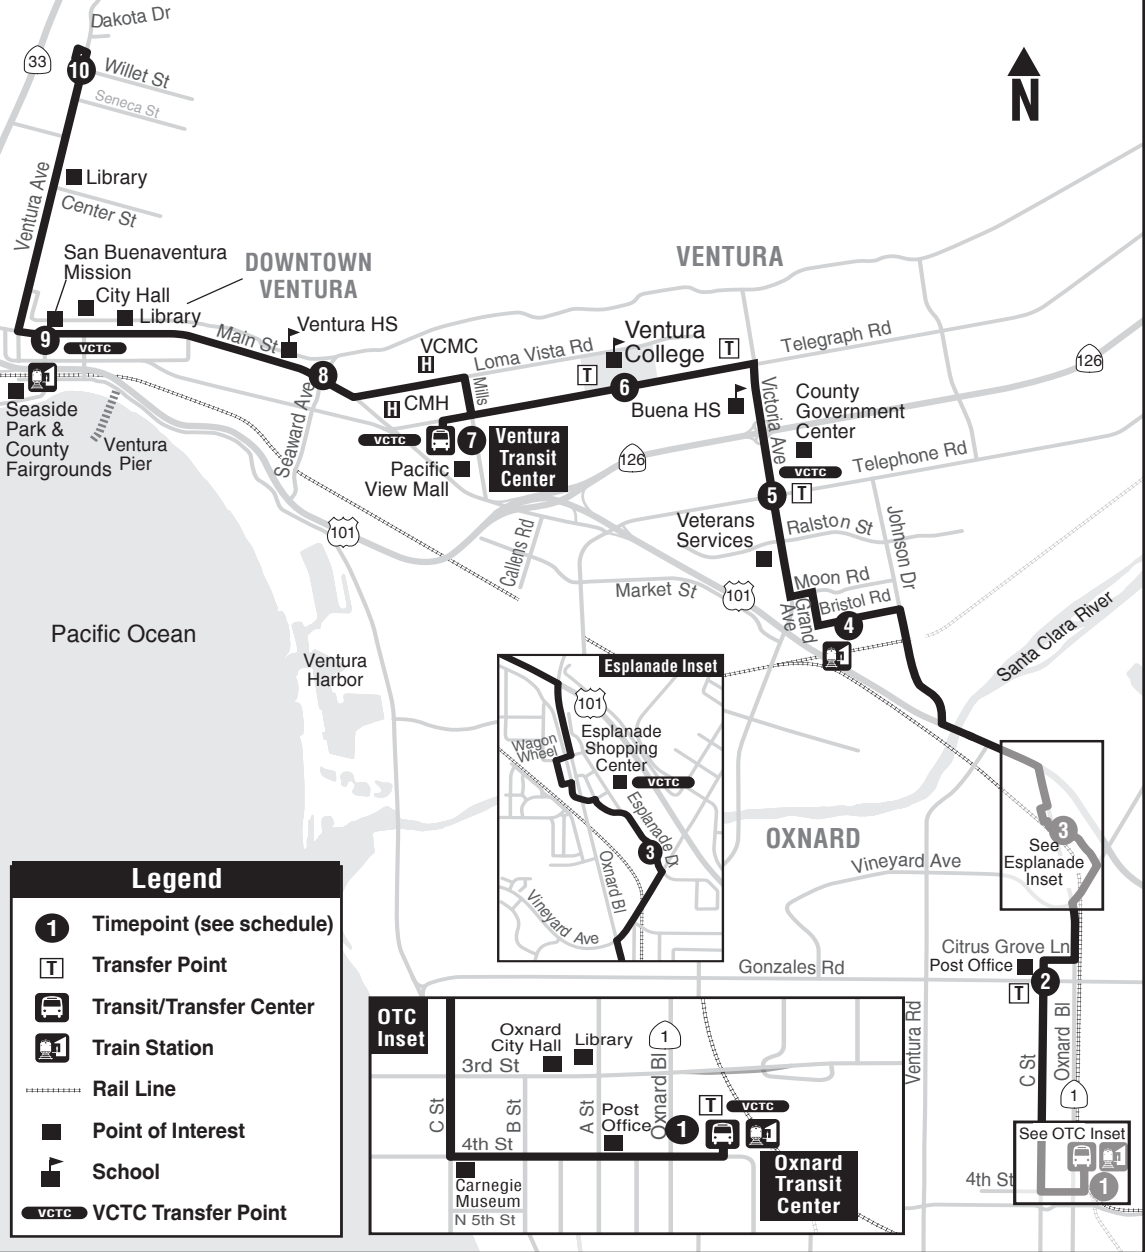 Dakota Dr
33
10
Willet St
Seneca St
N
Ventura Ave
Library
Center St
San Buenaventura
Mission
City Hall
Library
DOWNTOWN
VENTURA
VENTURA
9
VCTC
Main St
Ventura HS
8
VCMC
H
Loma Vista Rd
Ventura
College
T
T
Telegraph Rd
126
Seaside
Park &
County
Fairgrounds
Ventura
Pier
Seaward Ave
H
CMH
Mills
6
Buena HS
Victoria Ave
County
Government
Center
VCTC
VCTC
7
Ventura
Transit
Center
126
Telephone Rd
Pacific
View Mall
5
T
101
Callens Rd
Veterans
Services
Ralston St
Johnson Dr
Market St
101
Moon Rd
Grand
Ave
Bristol Rd
4
Santa Clara River
Pacific Ocean
Ventura
Harbor
Esplanade Inset
101
Esplanade
Shopping
Center
VCTC
Wagon
Wheel
Esplanade Dr
3
Oxnard Bl
Vineyard Ave
OXNARD
Vineyard Ave
3
See
Esplanade
Inset
Citrus Grove Ln
Post Office
Gonzales Rd
2
T
Ventura Rd
C St
Oxnard Bl
1
See OTC Inset
4th St
1
Legend
1
Timepoint (see schedule)
T
Transfer Point
Transit/Transfer Center
Train Station
Rail Line
Point of Interest
School
VCTC
VCTC Transfer Point
OTC
Inset
Oxnard
City Hall
Library
1
3rd St
C St
B St
A St
Oxnard Bl
Post
Office
1
T
VCTC
4th St
Carnegie
Museum
N 5th St
Oxnard
Transit
Center